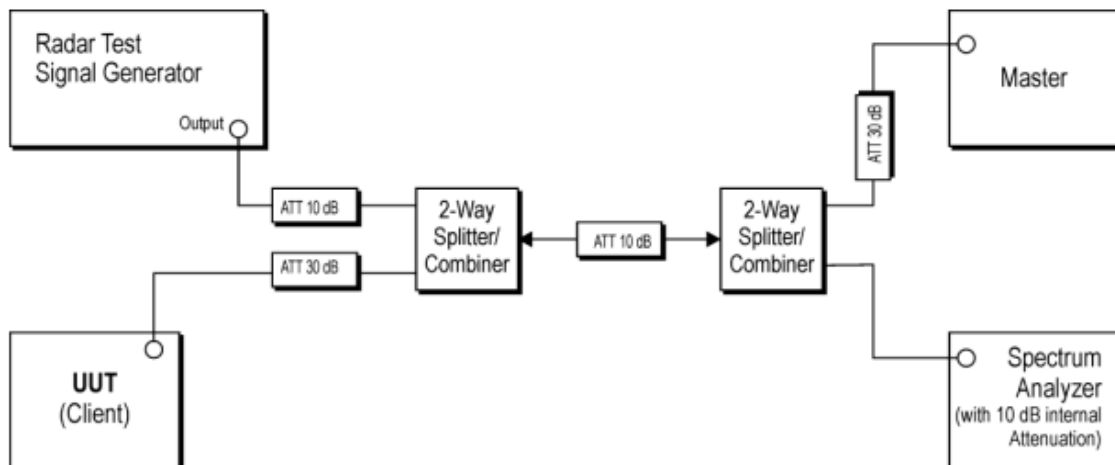 Radar Test
Signal Generator
Output
ATT 10 dB
ATT 30 dB
UUT
(Client)
2-Way
Splitter/
Combiner
ATT 10 dB
2-Way
Splitter/
Combiner
ATT 30 dB
Master
Spectrum
Analyzer
(with 10 dB internal
Attenuation)